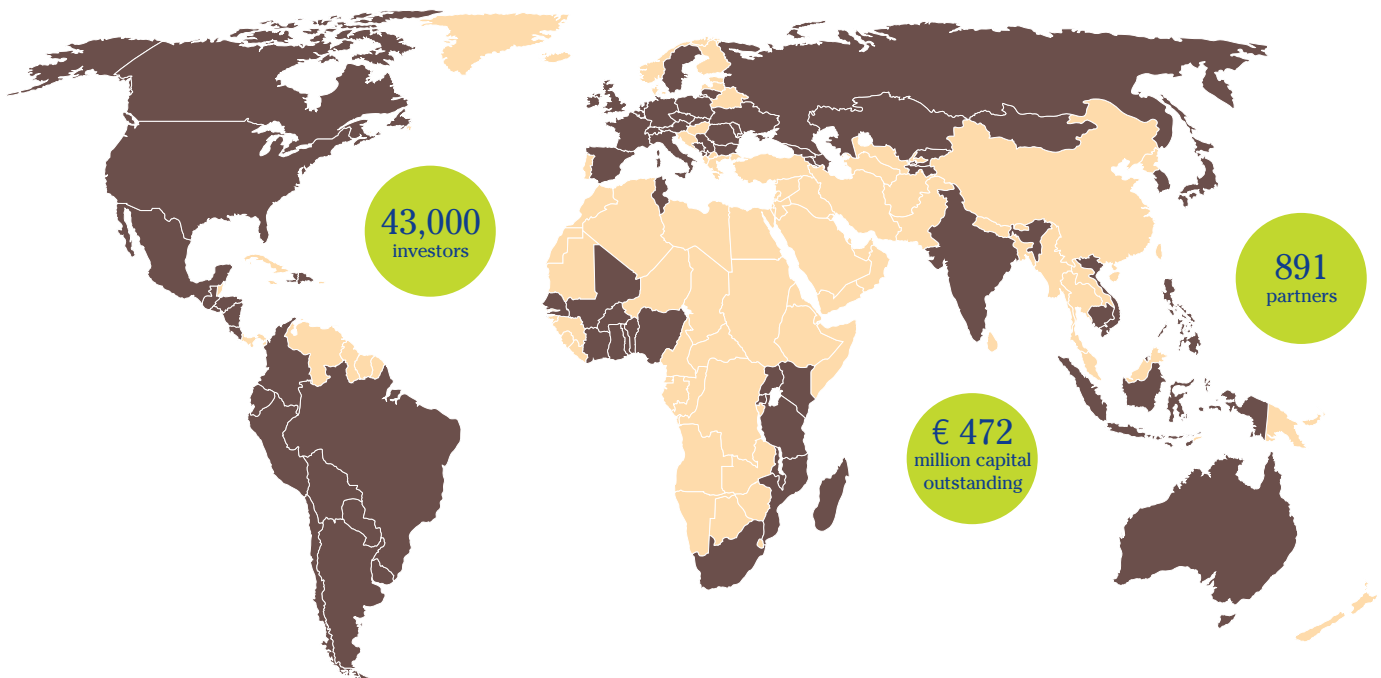 43,000
investors
891
partners
€ 472
million capital
outstanding